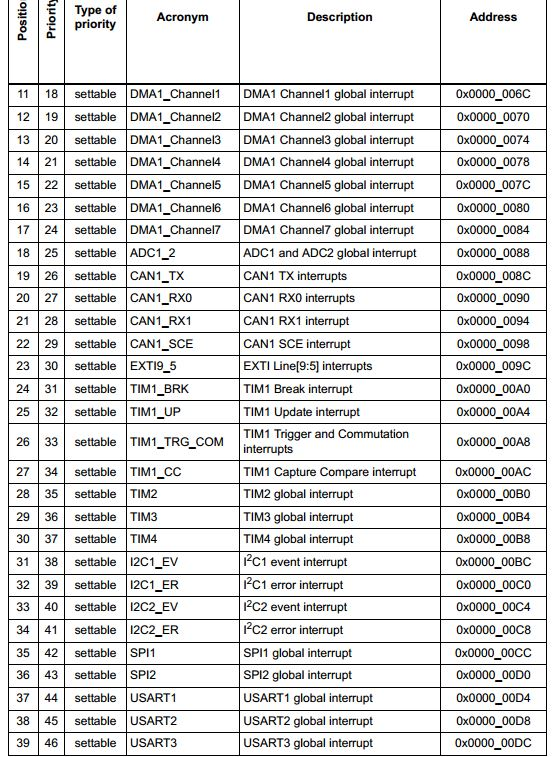 Position Priority Type of priority Acronym Description Address
11 18 settable DMA1_Channel1 DMA1 Channel1 global interrupt 0x0000_006C
12 19 settable DMA1_Channel2 DMA1 Channel2 global interrupt 0x0000_0070
13 20 settable DMA1_Channel3 DMA1 Channel3 global interrupt 0x0000_0074
14 21 settable DMA1_Channel4 DMA1 Channel4 global interrupt 0x0000_0078
15 22 settable DMA1_Channel5 DMA1 Channel5 global interrupt 0x0000_007C
16 23 settable DMA1_Channel6 DMA1 Channel6 global interrupt 0x0000_0080
17 24 settable DMA1_Channel7 DMA1 Channel7 global interrupt 0x0000_0084
18 25 settable ADC1_2 ADC1 and ADC2 global interrupt 0x0000_0088
19 26 settable CAN1_TX CAN1 TX interrupts 0x0000_008C
20 27 settable CAN1_RX0 CAN1 RX0 interrupts 0x0000_0090
21 28 settable CAN1_RX1 CAN1 RX1 interrupt 0x0000_0094
22 29 settable CAN1_SCE CAN1 SCE interrupt 0x0000_0098
23 30 settable EXTI9_5 EXTI Line[9:5] interrupts 0x0000_009C
24 31 settable TIM1_BRK TIM1 Break interrupt 0x0000_00A0
25 32 settable TIM1_UP TIM1 Update interrupt 0x0000_00A4
26 33 settable TIM1_TRG_COM TIM1 Trigger and Commutation interrupts 0x0000_00A8
27 34 settable TIM1_CC TIM1 Capture Compare interrupt 0x0000_00AC
28 35 settable TIM2 TIM2 global interrupt 0x0000_00B0
29 36 settable TIM3 TIM3 global interrupt 0x0000_00B4
30 37 settable TIM4 TIM4 global interrupt 0x0000_00B8
31 38 settable I2C1_EV I²C1 event interrupt 0x0000_00BC
32 39 settable I2C1_ER I²C1 error interrupt 0x0000_00C0
33 40 settable I2C2_EV I²C2 event interrupt 0x0000_00C4
34 41 settable I2C2_ER I²C2 error interrupt 0x0000_00C8
35 42 settable SPI1 SPI1 global interrupt 0x0000_00CC
36 43 settable SPI2 SPI2 global interrupt 0x0000_00D0
37 44 settable USART1 USART1 global interrupt 0x0000_00D4
38 45 settable USART2 USART2 global interrupt 0x0000_00D8
39 46 settable USART3 USART3 global interrupt 0x0000_00DC